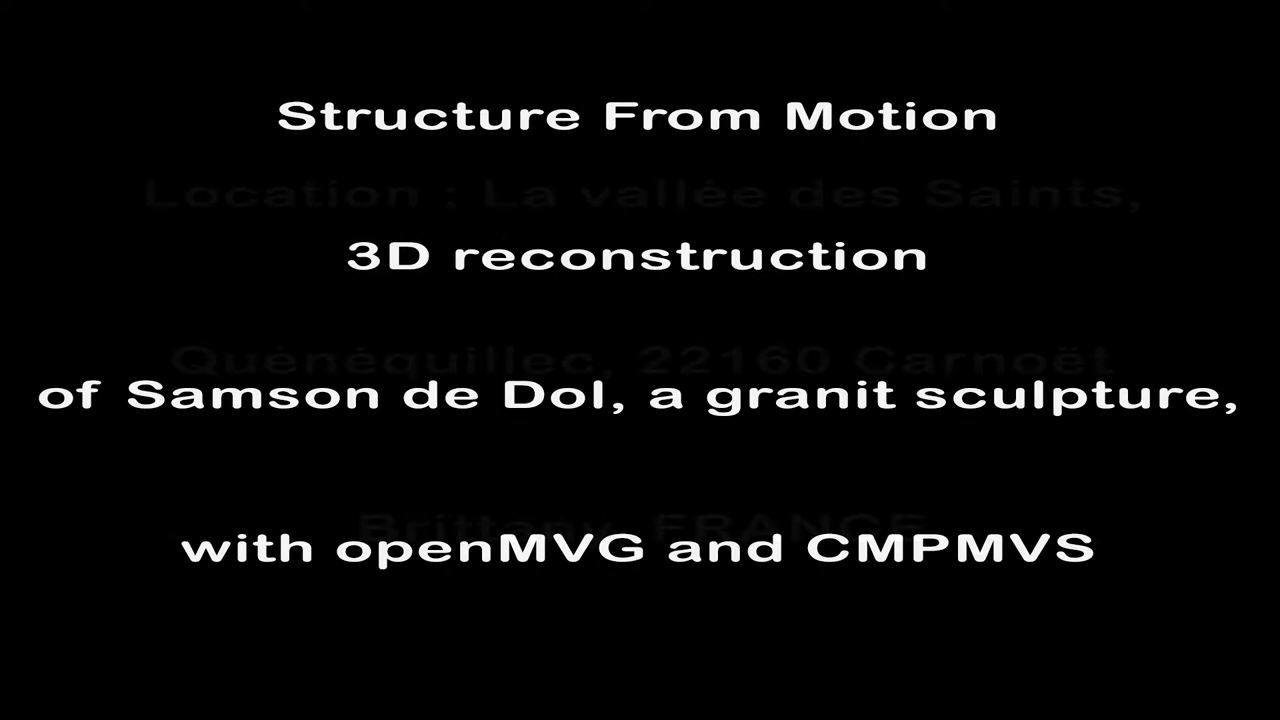 Structure From Motion
Location : La vallée des Saints,
3D reconstruction
Quénéquillec, 22160 Carnoët
of Samson de Dol, a granit sculpture,
Brittany, FRANCE
with openMVG and CMPMVS